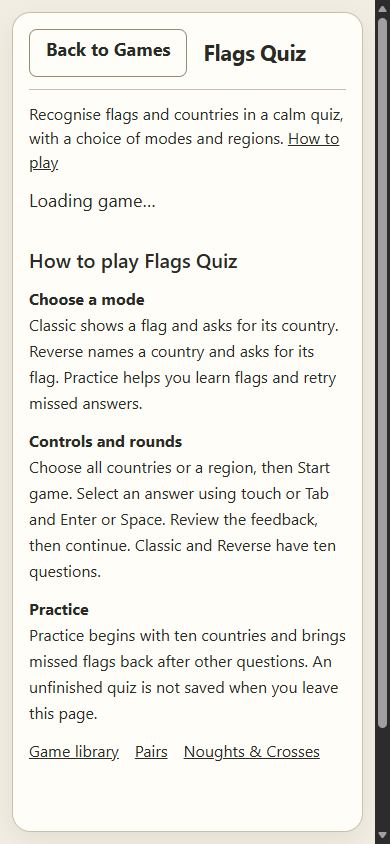 Back to Games
Flags Quiz
Recognise flags and countries in a calm quiz,
with a choice of modes and regions. How to
play
Loading game...
How to play Flags Quiz
Choose a mode
Classic shows a flag and asks for its country.
Reverse names a country and asks for its
flag. Practice helps you learn flags and retry
missed answers.
Controls and rounds
Choose all countries or a region, then Start
game. Select an answer using touch or Tab
and Enter or Space. Review the feedback,
then continue. Classic and Reverse have ten
questions.
Practice
Practice begins with ten countries and brings
missed flags back after other questions. An
unfinished quiz is not saved when you leave
this page.
Game library Pairs Noughts & Crosses